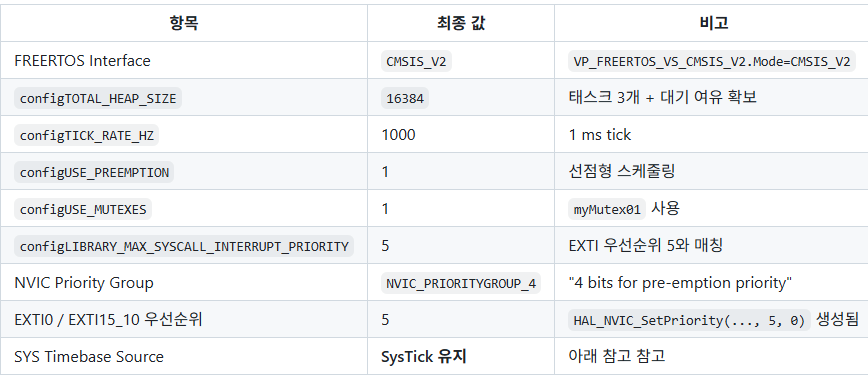 항목 최종 값 비고
FREERTOS Interface CMSIS_V2 VP_FREERTOS_VS_CMSIS_V2.Mode=CMSIS_V2
configTOTAL_HEAP_SIZE 16384 태스크 3개 + 대기 여유 확보
configTICK_RATE_HZ 1000 1 ms tick
configUSE_PREEMPTION 1 선점형 스케줄링
configUSE_MUTEXES 1 myMutex01 사용
configLIBRARY_MAX_SYSCALL_INTERRUPT_PRIORITY 5 EXTI 우선순위 5와 매칭
NVIC Priority Group NVIC_PRIORITYGROUP_4 "4 bits for pre-emption priority"
EXTI0 / EXTI15_10 우선순위 5 HAL_NVIC_SetPriority(..., 5, 0) 생성됨
SYS Timebase Source SysTick 유지 아래 참고 참고